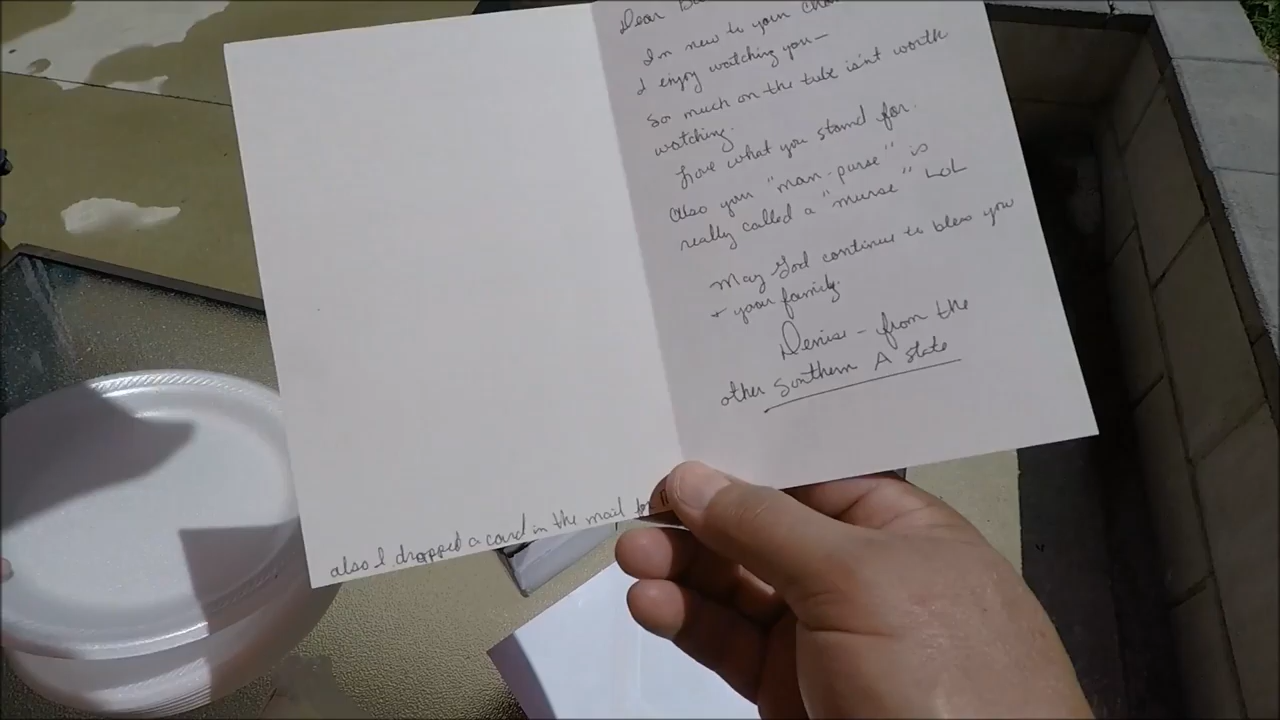 Dear
Im new to your
I enjoy watching you—
So much on the tube isn't worth
watching.
Love what you stand for.
Also your "man-purse" is
really called a "murse" LOL
May God continue to bless you
+ your family.
Denise - from the
other Southern A state
also I dropped a card in the mail for